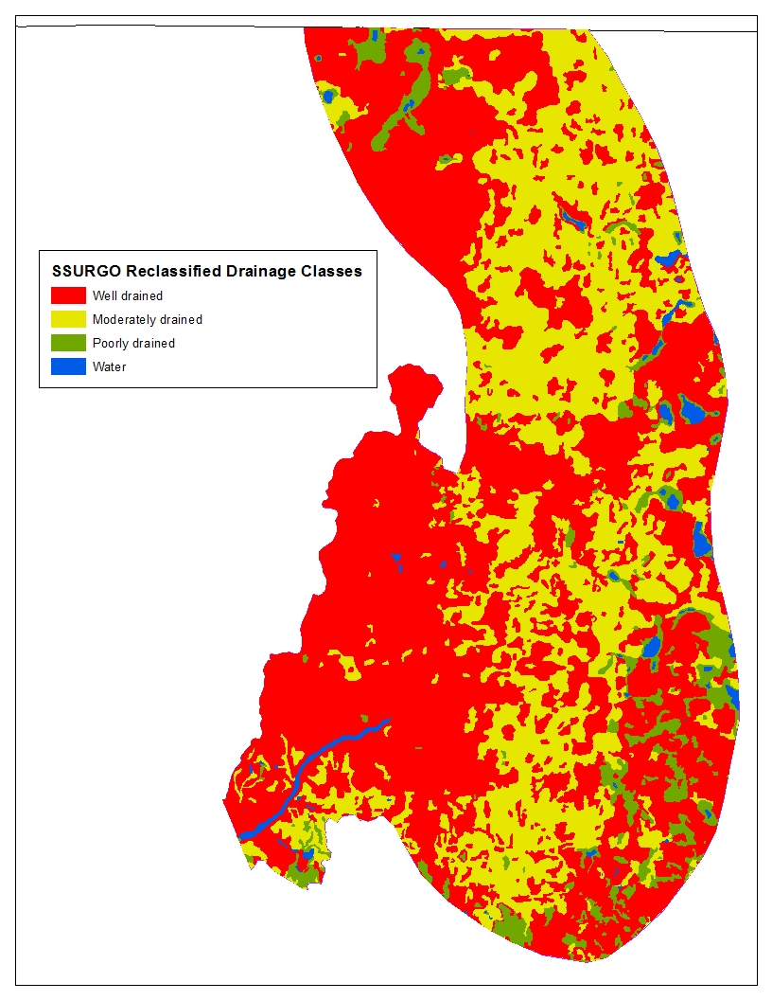 SSURGO Reclassified Drainage Classes
Well drained
Moderately drained
Poorly drained
Water